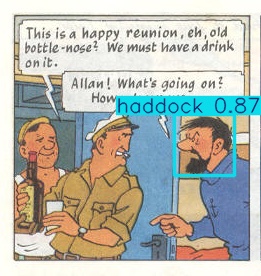 This is a happy reunion, eh, old
bottle-nose? We must have a drink
on it.
Allan! What's going on?
How
haddock 0.87